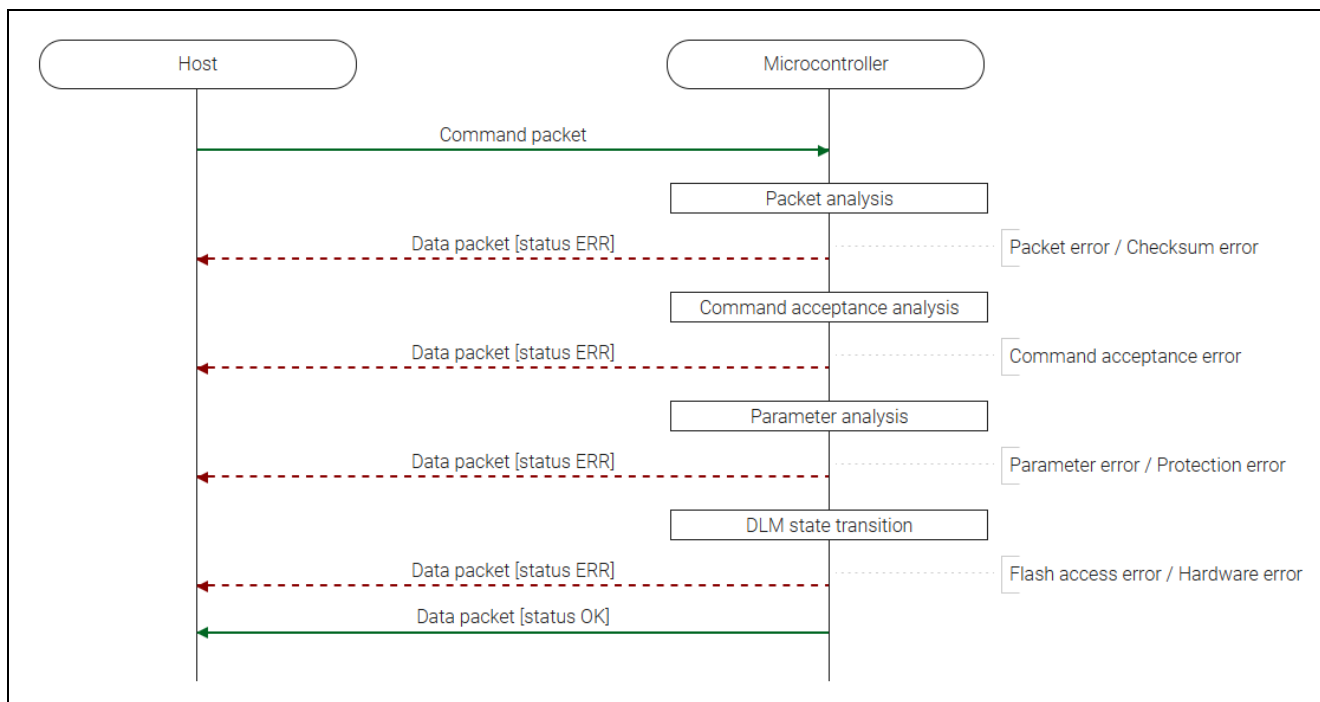 Host
Microcontroller
Command packet
Packet analysis
Data packet [status ERR]
Packet error / Checksum error
Command acceptance analysis
Data packet [status ERR]
Command acceptance error
Parameter analysis
Data packet [status ERR]
Parameter error / Protection error
DLM state transition
Data packet [status ERR]
Flash access error / Hardware error
Data packet [status OK]